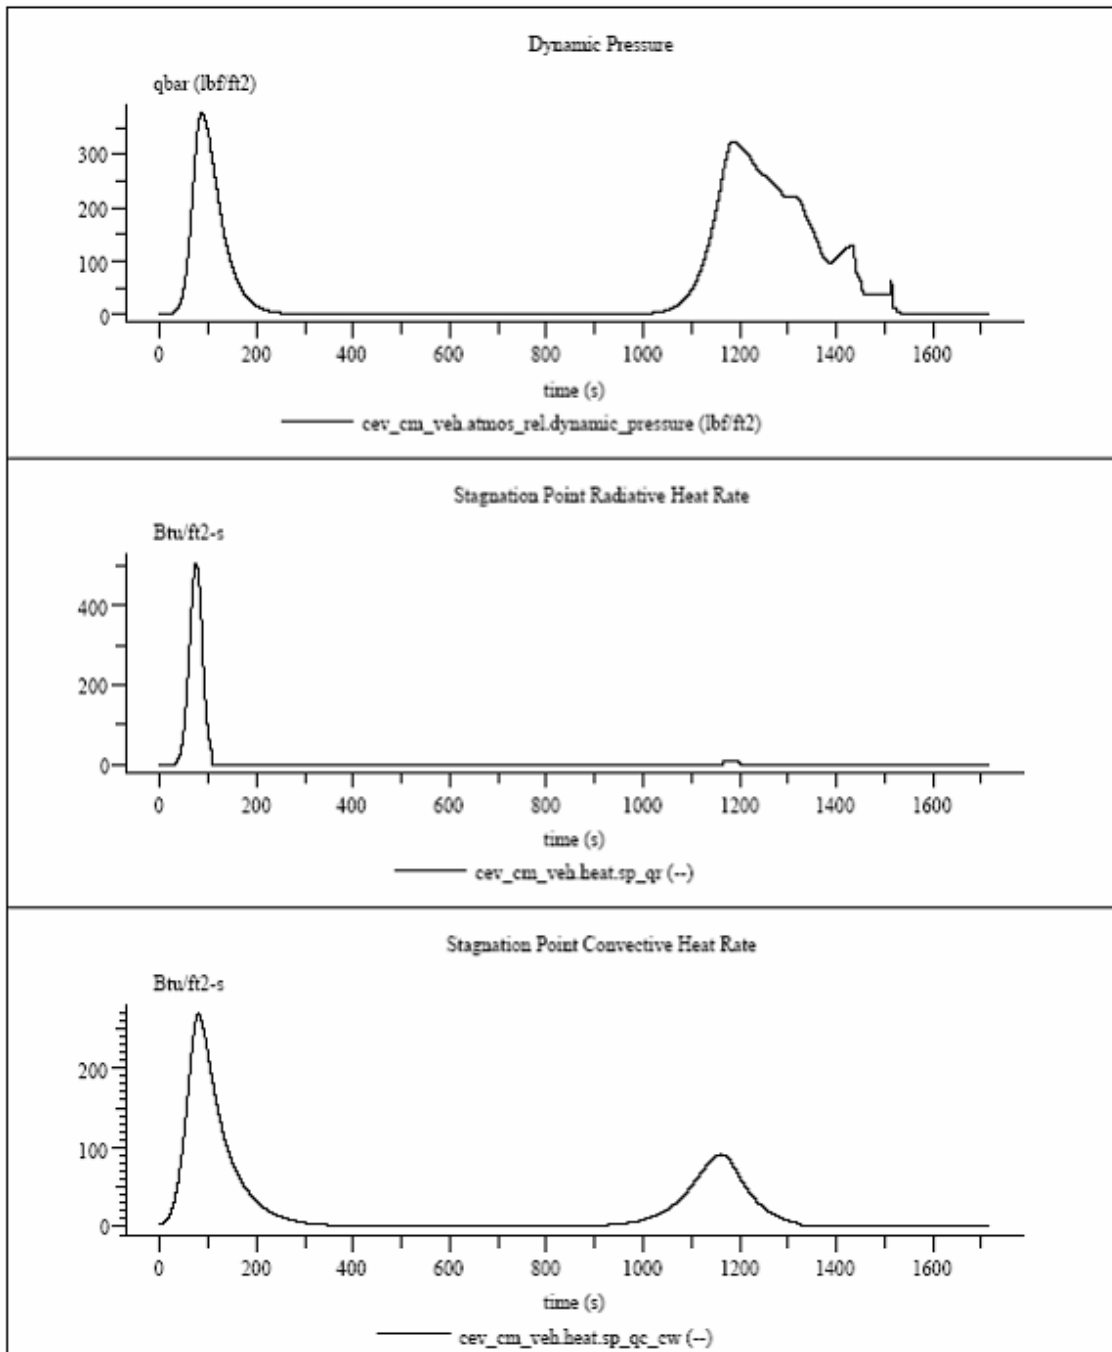 Dynamic Pressure
qbar (lbf/ft2)
300
200
100
0
0 200 400 600 800 1000 1200 1400 1600
time (s)
cev_cm_veh.atmos_rel.dynamic_pressure (lbf/ft2)
Stagnation Point Radiative Heat Rate
Btu/ft2-s
400
200
0
0 200 400 600 800 1000 1200 1400 1600
time (s)
cev_cm_veh.heat.sp_qr (--)
Stagnation Point Convective Heat Rate
Btu/ft2-s
200
100
0
0 200 400 600 800 1000 1200 1400 1600
time (s)
cev_cm_veh.heat.sp_qc_cw (--)